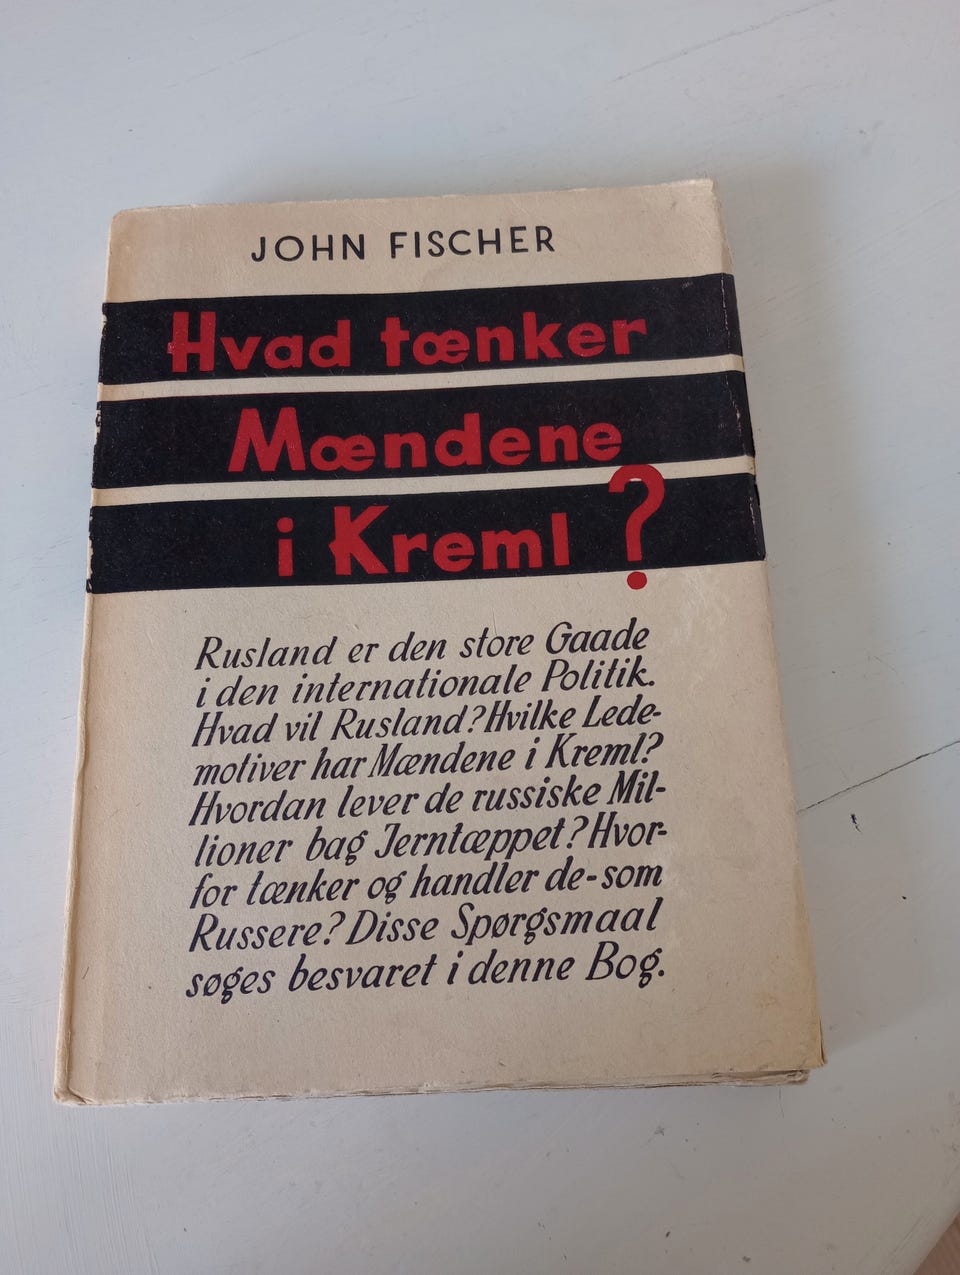 JOHN FISCHER
Hvad tænker
Mændene
i Kreml?
Rusland er den store Gaade
i den internationale Politik.
Hvad vil Rusland? Hvilke Lede-
motiver har Mændene i Kreml?
Hvordan lever de russiske Mil-
lioner bag Jerntæppet? Hvor-
for tænker og handler de-som
Russere? Disse Spørgsmaal
søges besvaret i denne Bog.